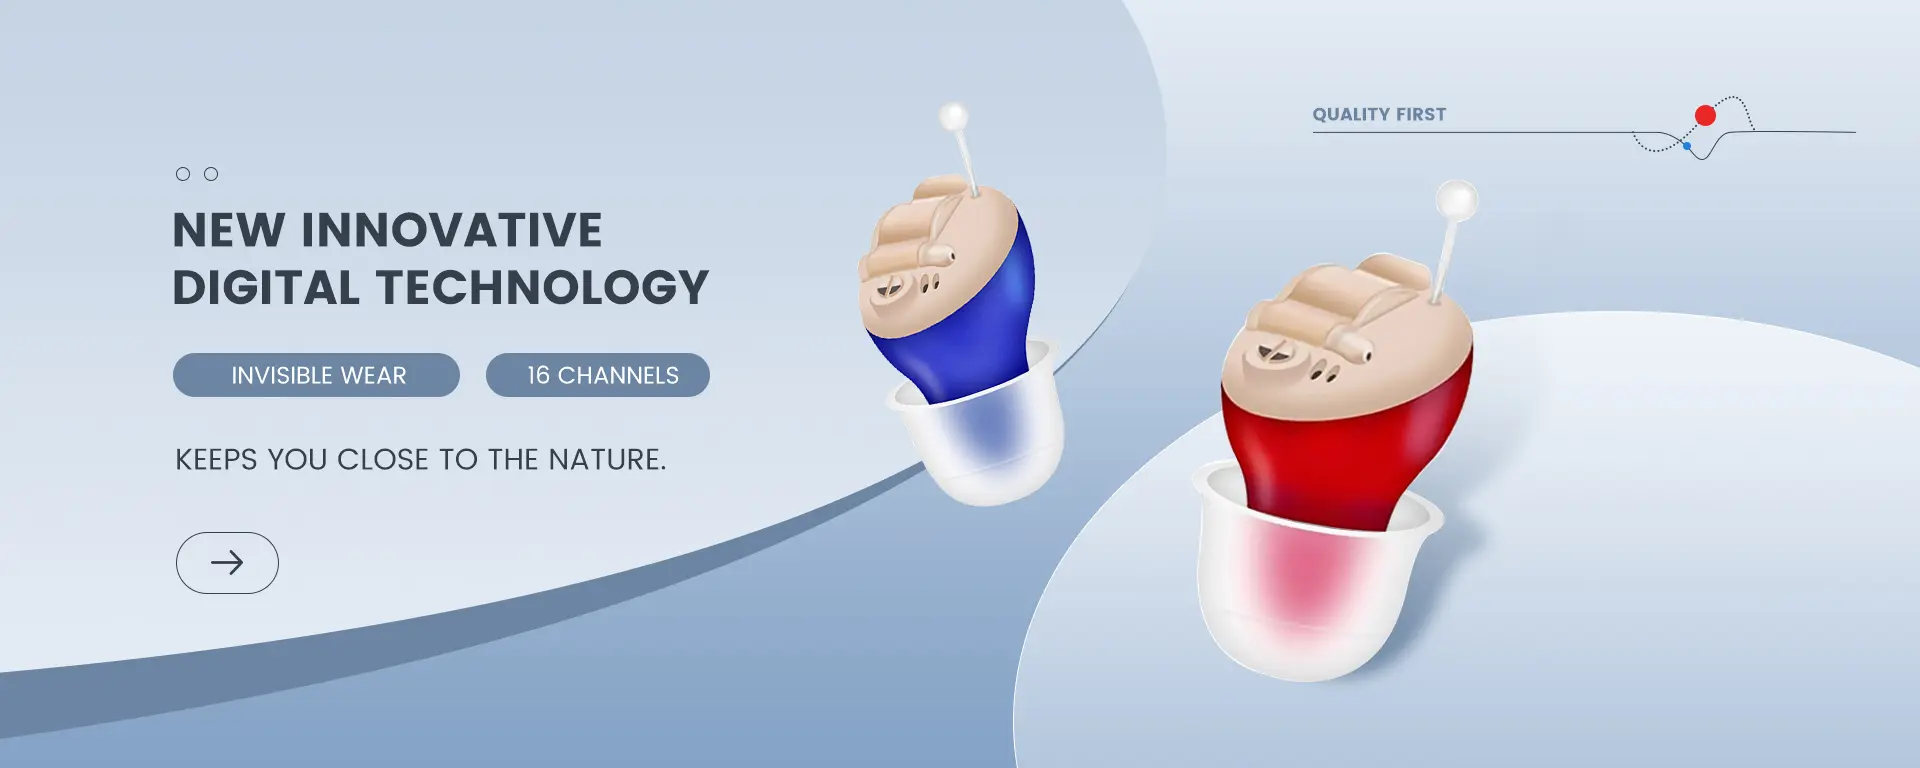 NEW INNOVATIVE
DIGITAL TECHNOLOGY
INVISIBLE WEAR
16 CHANNELS
KEEPS YOU CLOSE TO THE NATURE.
QUALITY FIRST